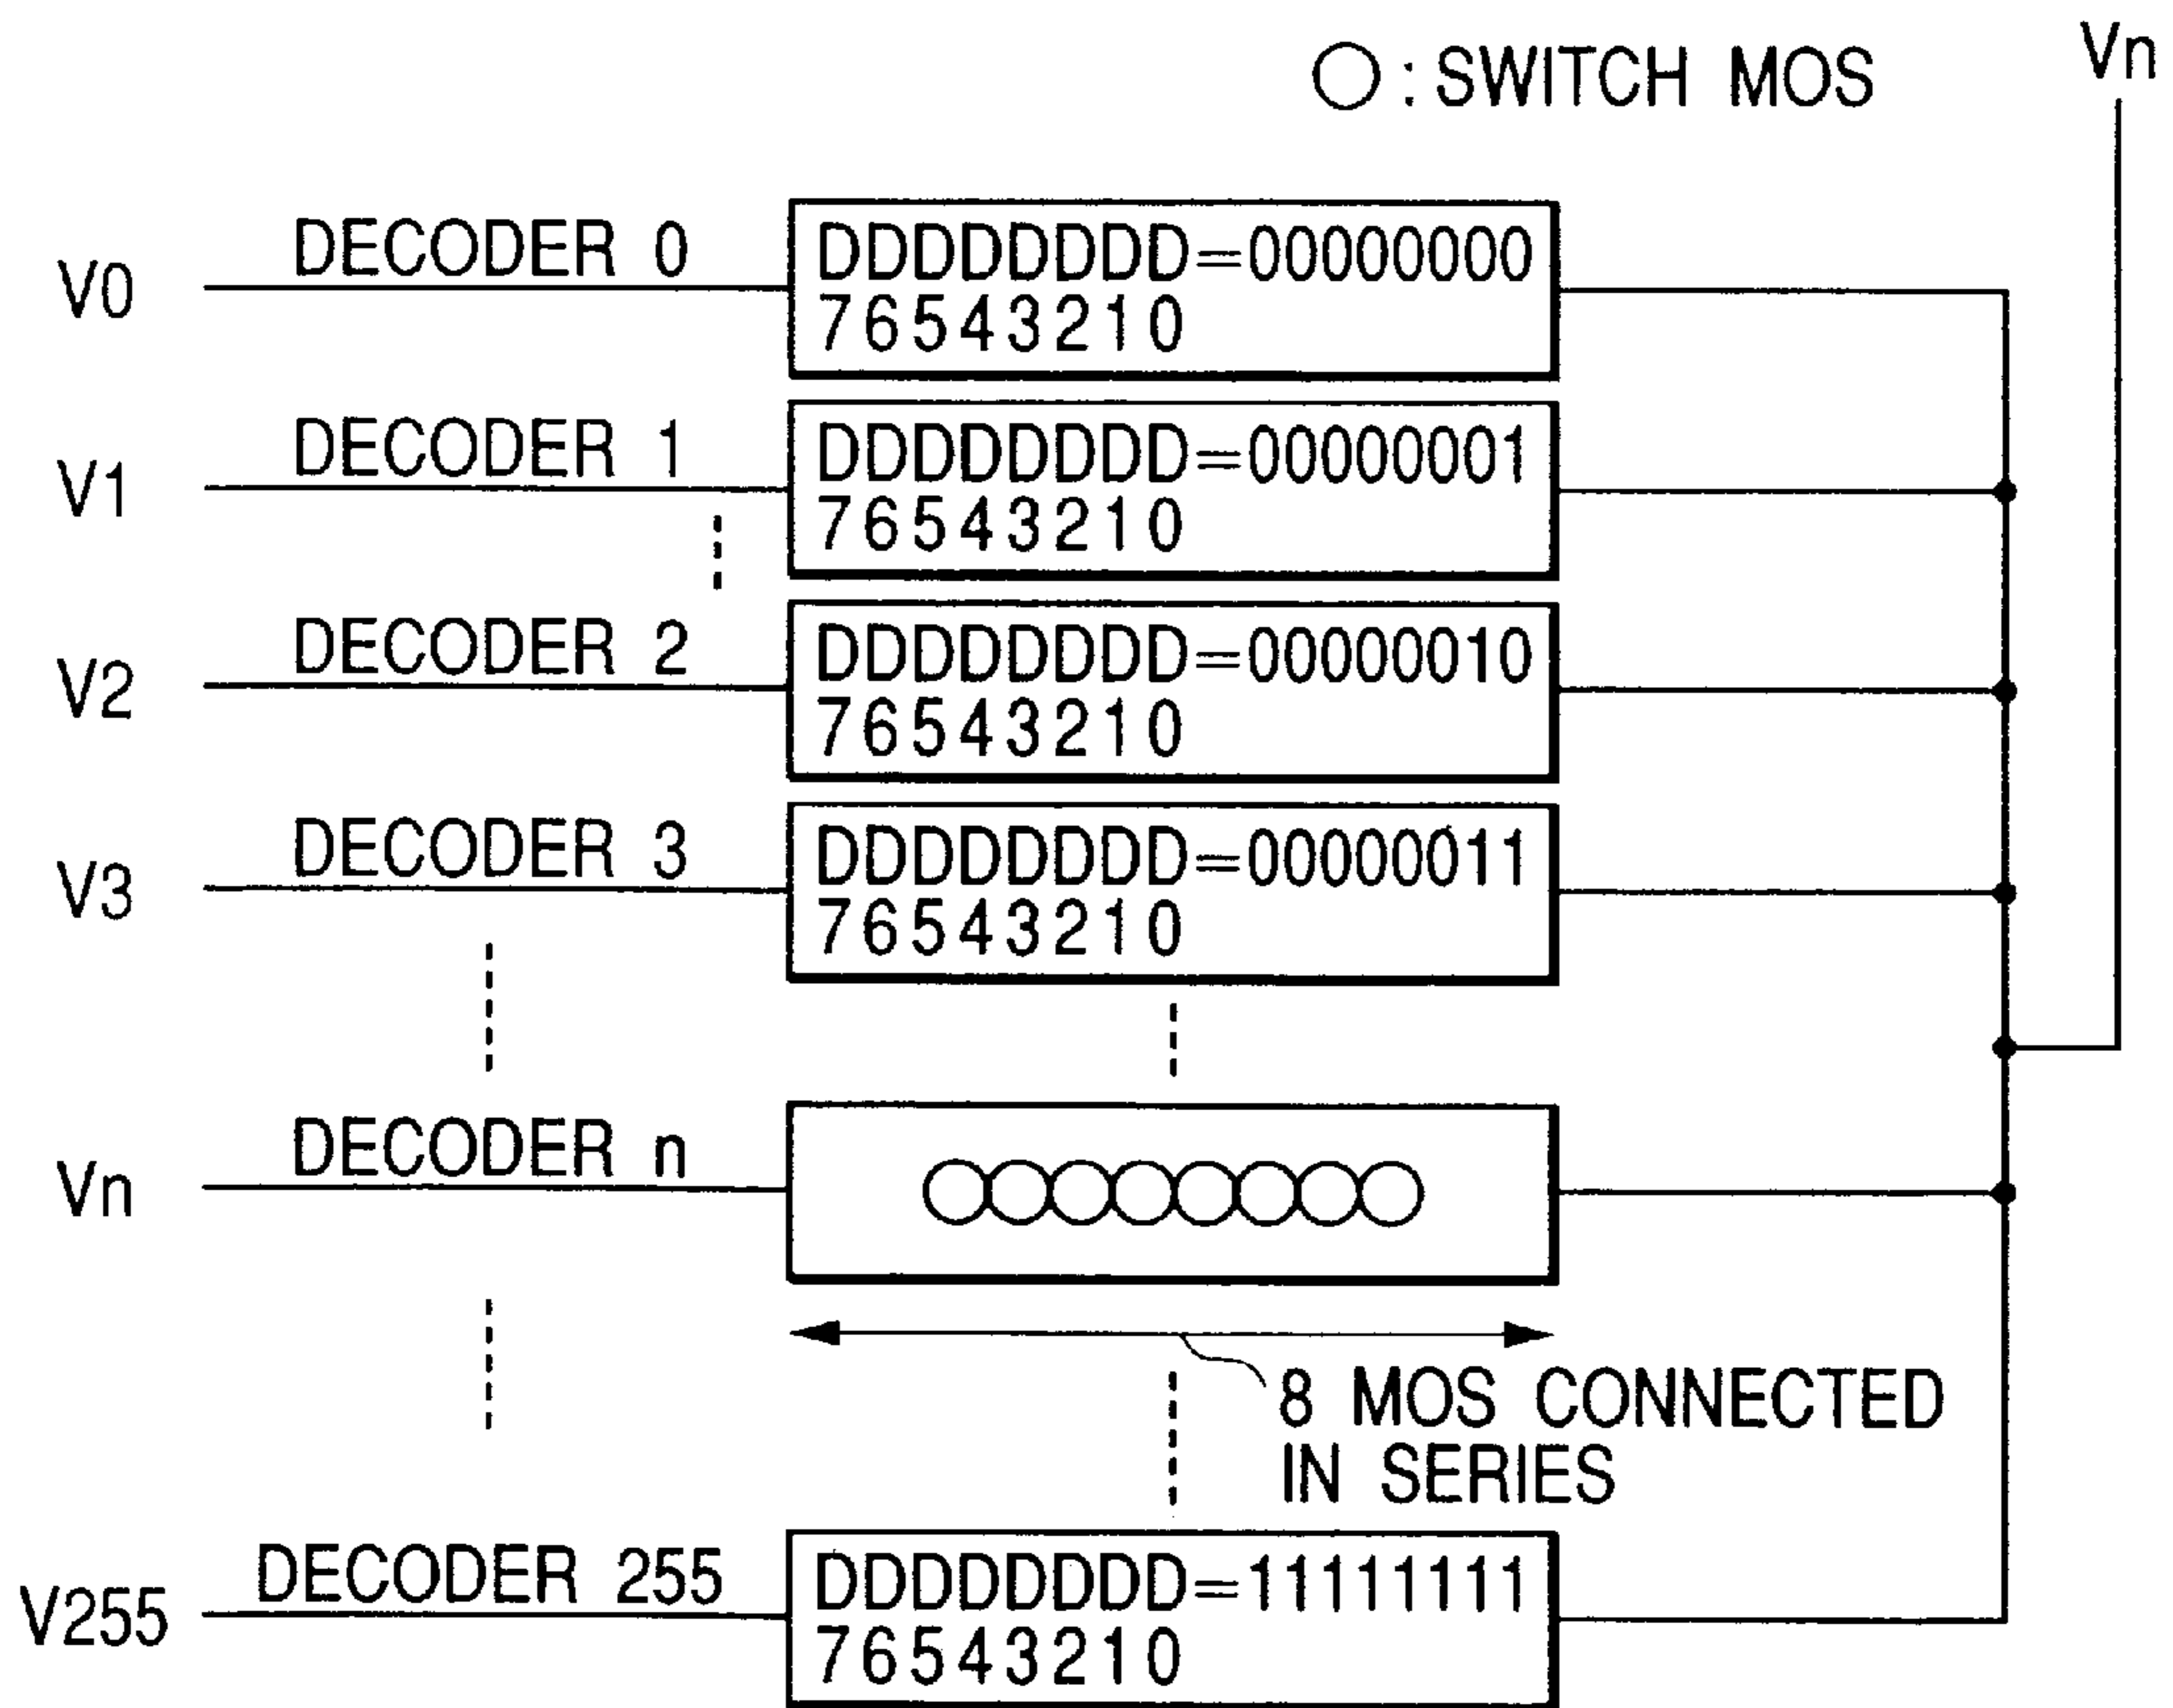 ○: SWITCH MOS
Vn
V0
DECODER 0
DDDDDDDD=00000000
76543210
V1
DECODER 1
DDDDDDDD=00000001
76543210
V2
DECODER 2
DDDDDDDD=00000010
76543210
V3
DECODER 3
DDDDDDDD=00000011
76543210
Vn
DECODER n
8 MOS CONNECTED
IN SERIES
V255
DECODER 255
DDDDDDDD=11111111
76543210